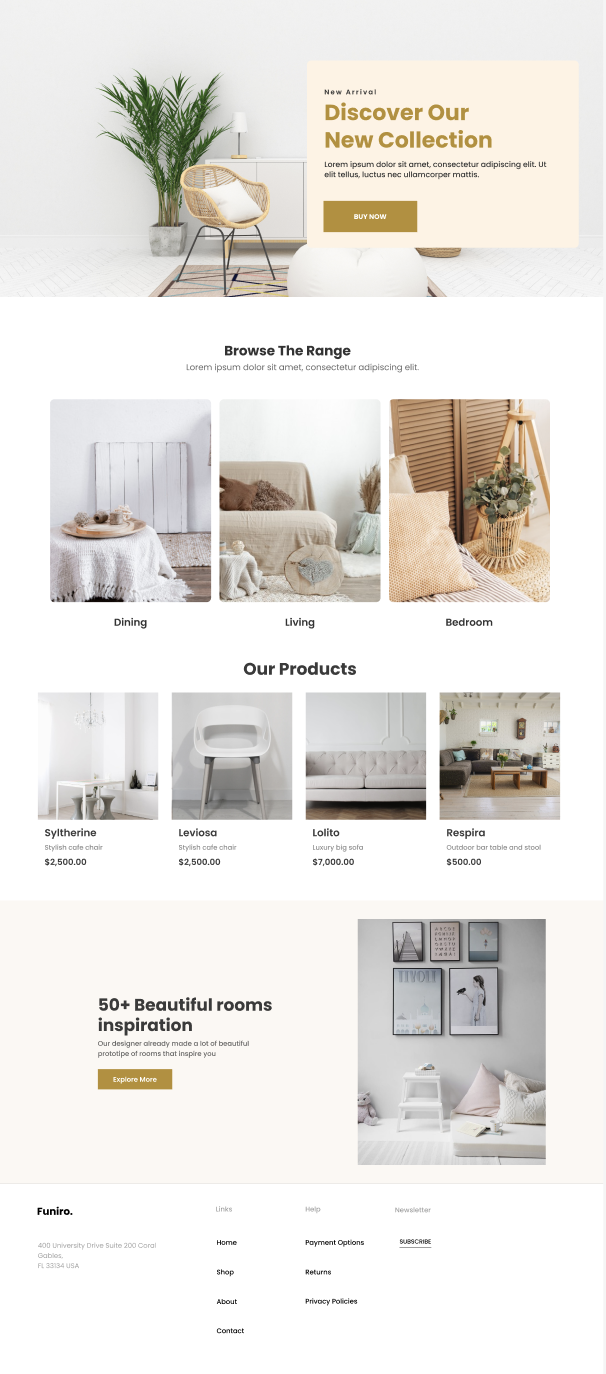 New Arrival
Discover Our
New Collection
Lorem ipsum dolor sit amet, consectetur adipiscing elit. Ut
elit tellus, luctus nec ullamcorper mattis.
BUY NOW
Browse The Range
Lorem ipsum dolor sit amet, consectetur adipiscing elit.
Dining
Living
Bedroom
Our Products
Syltherine
Stylish cafe chair
$2,500.00
Leviosa
Stylish cafe chair
$2,500.00
Lolito
Luxury big sofa
$7,000.00
Respira
Outdoor bar table and stool
$500.00
TIVOLI
50+ Beautiful rooms
inspiration
Our designer already made a lot of beautiful
prototipe of rooms that inspire you
Explore More
Funiro.
400 University Drive Suite 200 Coral
Gables,
FL 33134 USA
Links
Home
Shop
About
Contact
Help
Payment Options
Returns
Privacy Policies
Newsletter
SUBSCRIBE